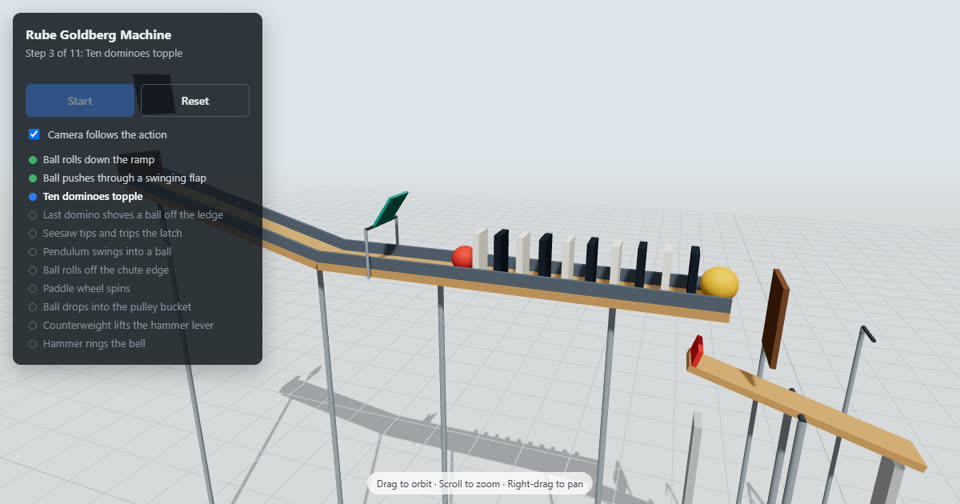 Rube Goldberg Machine
Step 3 of 11: Ten dominoes topple
Start
Reset
Camera follows the action
Ball rolls down the ramp
Ball pushes through a swinging flap
Ten dominoes topple
Last domino shoves a ball off the ledge
Seesaw tips and trips the latch
Pendulum swings into a ball
Ball rolls off the chute edge
Paddle wheel spins
Ball drops into the pulley bucket
Counterweight lifts the hammer lever
Hammer rings the bell
Drag to orbit · Scroll to zoom · Right-drag to pan